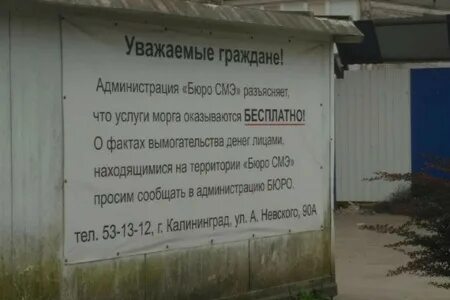 Уважаемые граждане!
Администрация «Бюро СМЭ» разъясняет,
что услуги морга оказываются БЕСПЛАТНО!
О фактах вымогательства денег лицами,
находящимися на территории «Бюро СМЭ»
просим сообщать в администрацию БЮРО.
тел. 53-13-12, г. Калининград, ул. А. Невского, 90А